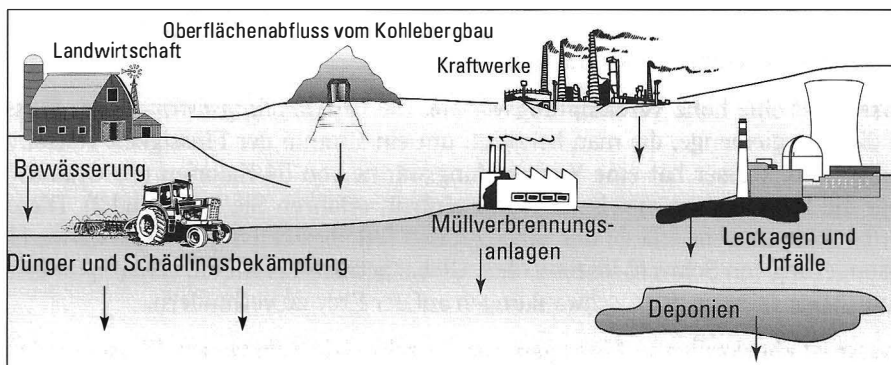 Oberflächenabfluss vom Kohlebergbau
Landwirtschaft
Kraftwerke
Bewässerung
Müllverbrennungs-
anlagen
Leckagen und
Unfälle
Dünger und Schädlingsbekämpfung
Deponien